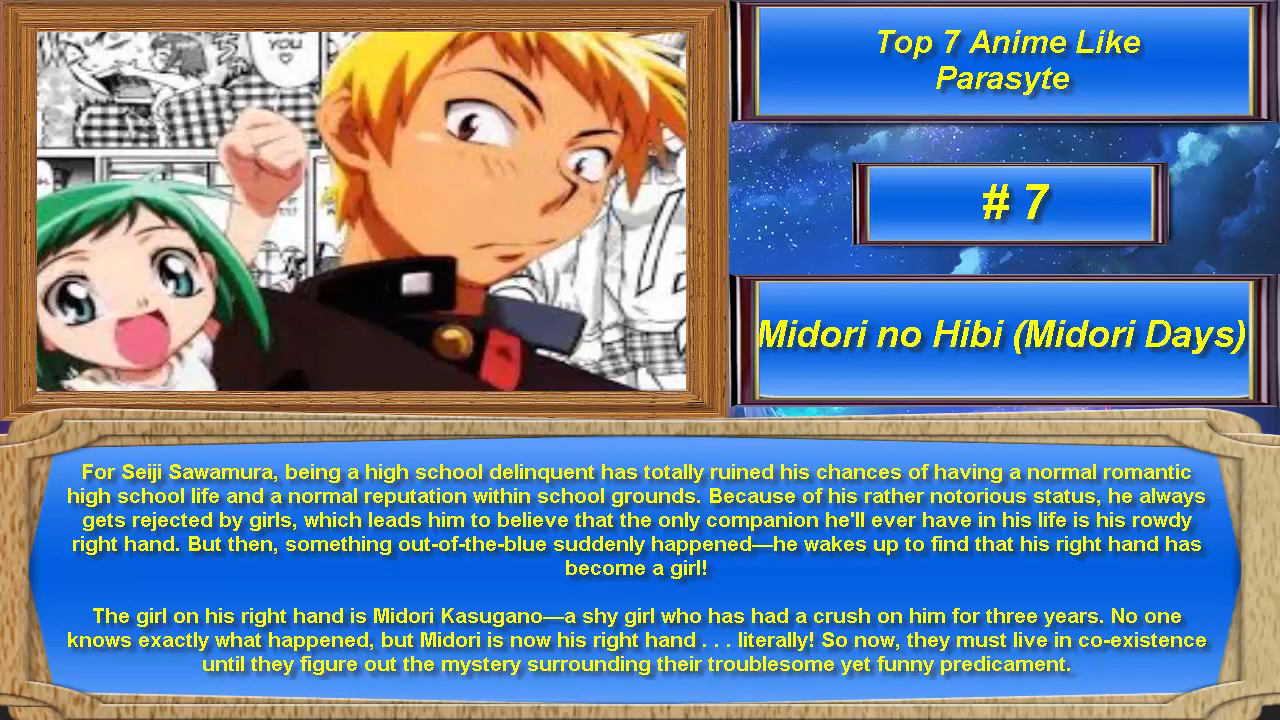 YOU
Top 7 Anime Like
Parasyte
# 7
Midori no Hibi (Midori Days)
For Seiji Sawamura, being a high school delinquent has totally ruined his chances of having a normal romantic
high school life and a normal reputation within school grounds. Because of his rather notorious status, he always
gets rejected by girls, which leads him to believe that the only companion he'll ever have in his life is his rowdy
right hand. But then, something out-of-the-blue suddenly happened—he wakes up to find that his right hand has
become a girl!
The girl on his right hand is Midori Kasugano—a shy girl who has had a crush on him for three years. No one
knows exactly what happened, but Midori is now his right hand . . . literally! So now, they must live in co-existence
until they figure out the mystery surrounding their troublesome yet funny predicament.